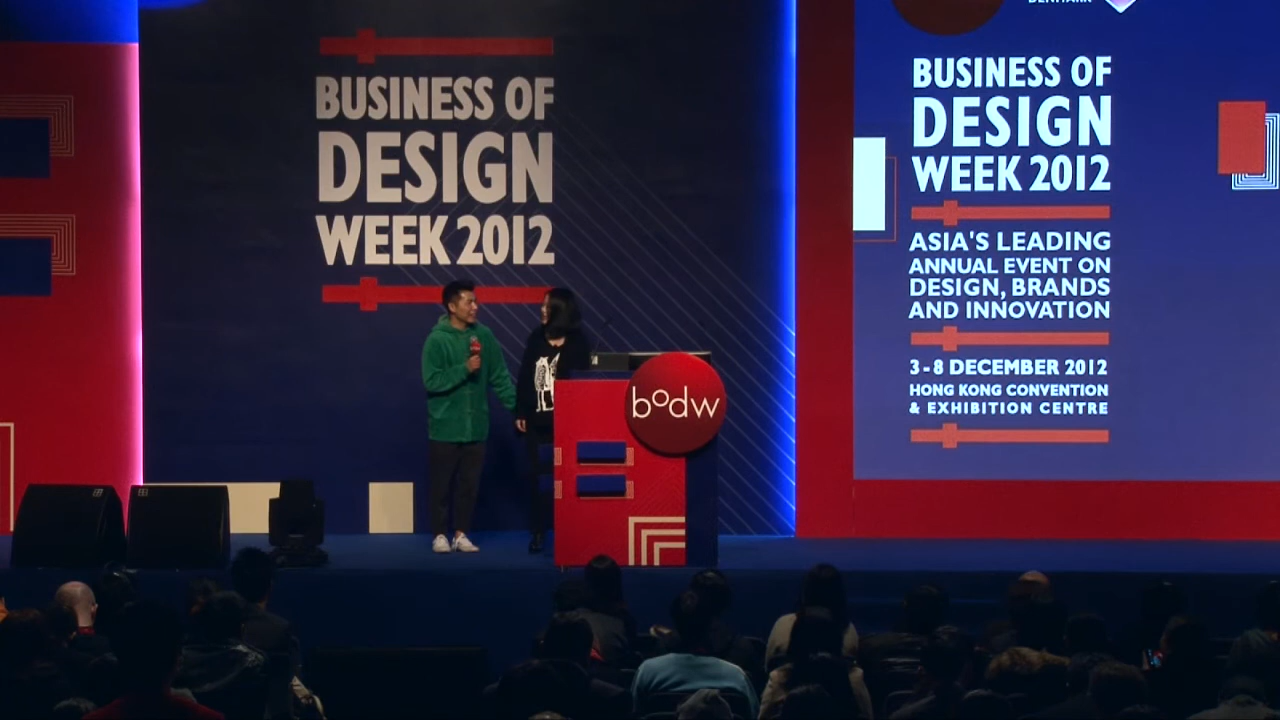 BUSINESS OF
DESIGN
WEEK 2012
bodw
DENMARK
BUSINESS OF
DESIGN
WEEK 2012
ASIA'S LEADING
ANNUAL EVENT ON
DESIGN, BRANDS
AND INNOVATION
3-8 DECEMBER 2012
HONG KONG CONVENTION
& EXHIBITION CENTRE